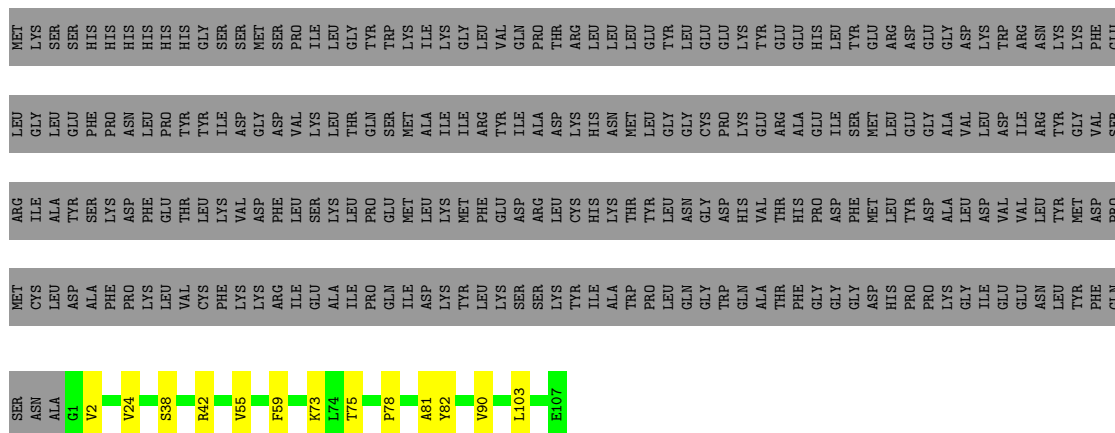 MET LYS SER SER HIS HIS HIS HIS HIS HIS GLY SER SER MET SER PRO ILE LEU GLY TYR TRP LYS ILE LYS GLY LEU VAL GLN PRO THR ARG LEU LEU LEU GLU TYR LEU GLU GLU LYS TYR GLU GLU HIS LEU TYR GLU ARG ASP GLU GLY ASP LYS TRP ARG ASN LYS LYS PHE GLU
LEU GLY LEU GLU PHE PRO ASN LEU PRO TYR TYR ILE ASP GLY ASP VAL LYS LEU THR GLN SER MET ALA ILE ILE ARG TYR ILE ALA ASP LYS HIS ASN MET LEU GLY GLY CYS PRO LYS GLU ARG ALA GLU ILE SER MET LEU GLU GLY ALA VAL LEU ASP ILE ARG TYR GLY VAL SER
ARG ILE ALA TYR SER LYS ASP PHE GLU THR LEU LYS VAL ASP PHE LEU SER LYS LEU PRO GLU MET LEU LYS MET PHE GLU ASP ARG LEU CYS HIS LYS THR TYR LEU ASN GLY ASP HIS VAL THR HIS PRO ASP PHE MET LEU TYR ASP ALA LEU ASP VAL VAL LEU TYR MET ASP PRO
MET CYS LEU ASP ALA PHE PRO LYS LEU VAL CYS PHE LYS LYS ARG ILE GLU ALA ILE PRO GLN ILE ASP LYS TYR LEU LYS SER SER LYS TYR ILE ALA TRP PRO LEU GLN GLY TRP GLN ALA THR PHE GLY GLY GLY ASP HIS PRO PRO LYS GLY ILE GLU GLU ASN LEU TYR PHE GLN
SER ASN ALA G1 V2 V24 S38 R42 V55 F59 K73 L74 T75 P78 A81 Y82 V90 L103 E107